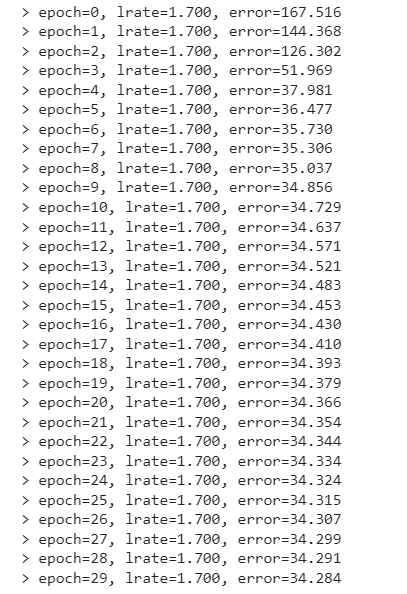 > epoch=0, lrate=1.700, error=167.516
> epoch=1, lrate=1.700, error=144.368
> epoch=2, lrate=1.700, error=126.302
> epoch=3, lrate=1.700, error=51.969
> epoch=4, lrate=1.700, error=37.981
> epoch=5, lrate=1.700, error=36.477
> epoch=6, lrate=1.700, error=35.730
> epoch=7, lrate=1.700, error=35.306
> epoch=8, lrate=1.700, error=35.037
> epoch=9, lrate=1.700, error=34.856
> epoch=10, lrate=1.700, error=34.729
> epoch=11, lrate=1.700, error=34.637
> epoch=12, lrate=1.700, error=34.571
> epoch=13, lrate=1.700, error=34.521
> epoch=14, lrate=1.700, error=34.483
> epoch=15, lrate=1.700, error=34.453
> epoch=16, lrate=1.700, error=34.430
> epoch=17, lrate=1.700, error=34.410
> epoch=18, lrate=1.700, error=34.393
> epoch=19, lrate=1.700, error=34.379
> epoch=20, lrate=1.700, error=34.366
> epoch=21, lrate=1.700, error=34.354
> epoch=22, lrate=1.700, error=34.344
> epoch=23, lrate=1.700, error=34.334
> epoch=24, lrate=1.700, error=34.324
> epoch=25, lrate=1.700, error=34.315
> epoch=26, lrate=1.700, error=34.307
> epoch=27, lrate=1.700, error=34.299
> epoch=28, lrate=1.700, error=34.291
> epoch=29, lrate=1.700, error=34.284